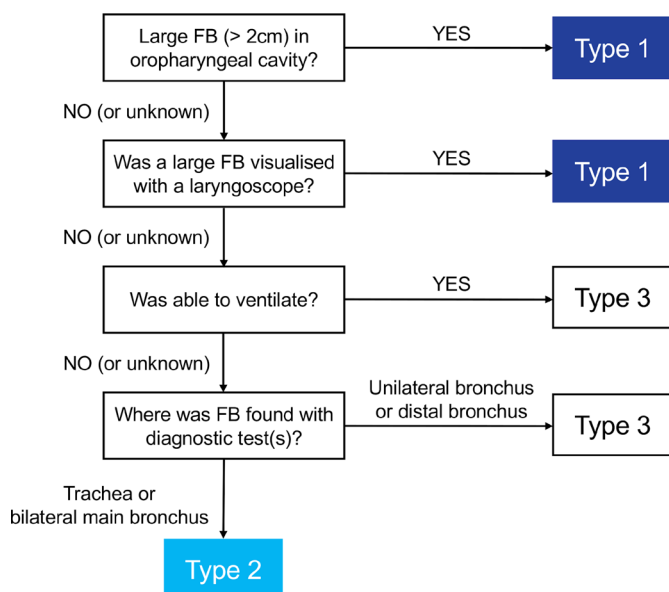 Large FB (> 2cm) in
oropharyngeal cavity?
YES
Type 1
NO (or unknown)
Was a large FB visualised
with a laryngoscope?
YES
Type 1
NO (or unknown)
Was able to ventilate?
YES
Type 3
NO (or unknown)
Where was FB found with
diagnostic test(s)?
Unilateral bronchus
or distal bronchus
Type 3
Trachea or
bilateral main bronchus
Type 2